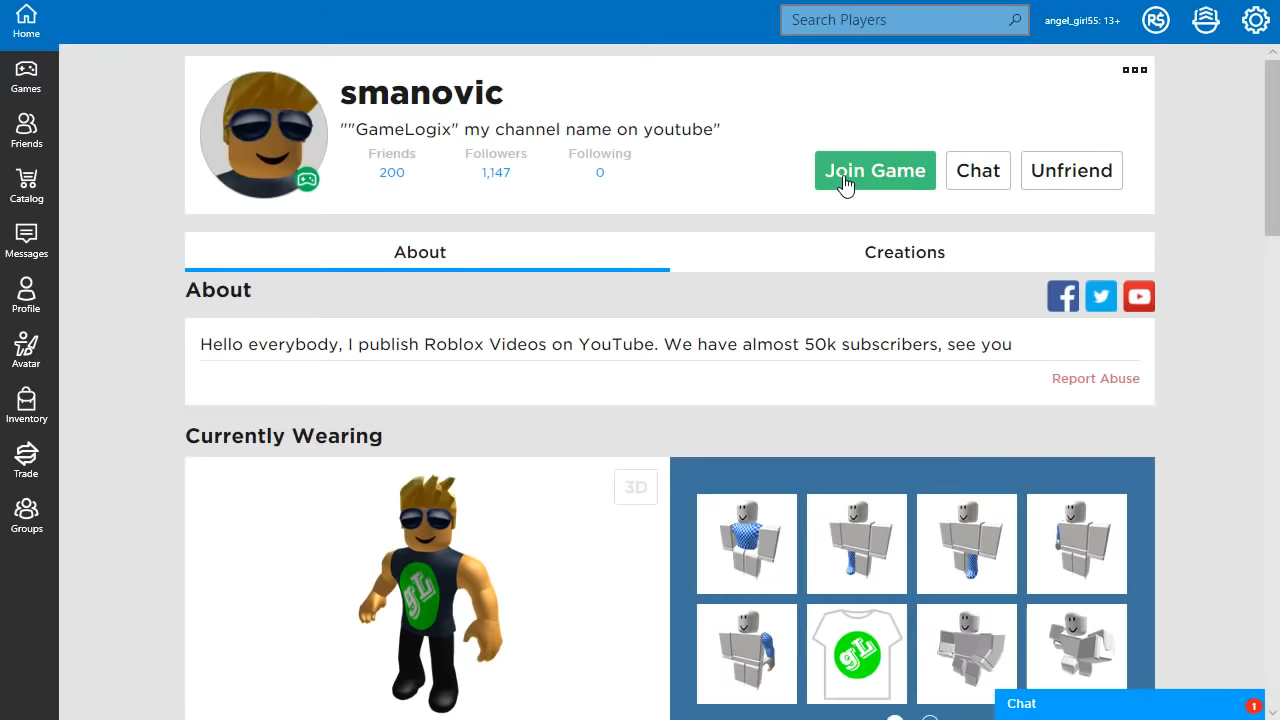 Home
Search Players
angel_girl55: 13+
R$
Games
Friends
Catalog
Messages
Profile
Avatar
Inventory
Trade
Groups
smanovic
""GameLogix" my channel name on youtube"
Friends
Followers
Following
200
1,147
0
Join Game
Chat
Unfriend
About
Creations
About
Hello everybody, I publish Roblox Videos on YouTube. We have almost 50k subscribers, see you
Report Abuse
Currently Wearing
3D
gL
gL
Chat
1